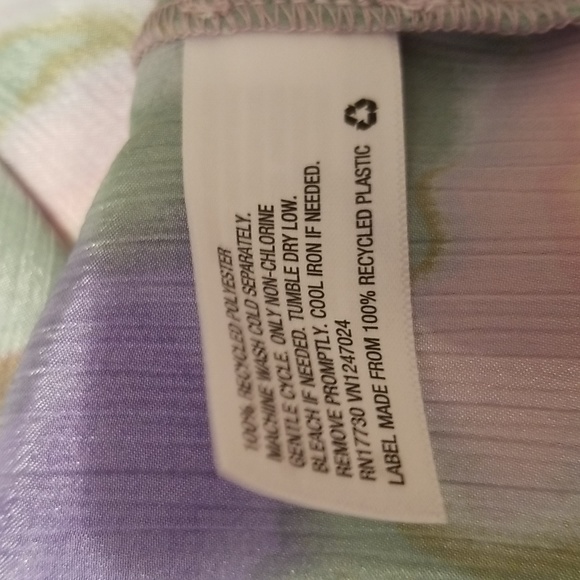 100% RECYCLED POLYESTER
MACHINE WASH COLD SEPARATELY.
GENTLE CYCLE. ONLY NON-CHLORINE
BLEACH IF NEEDED. TUMBLE DRY LOW.
REMOVE PROMPTLY. COOL IRON IF NEEDED.
RN17730 VN1247024
LABEL MADE FROM 100% RECYCLED PLASTIC